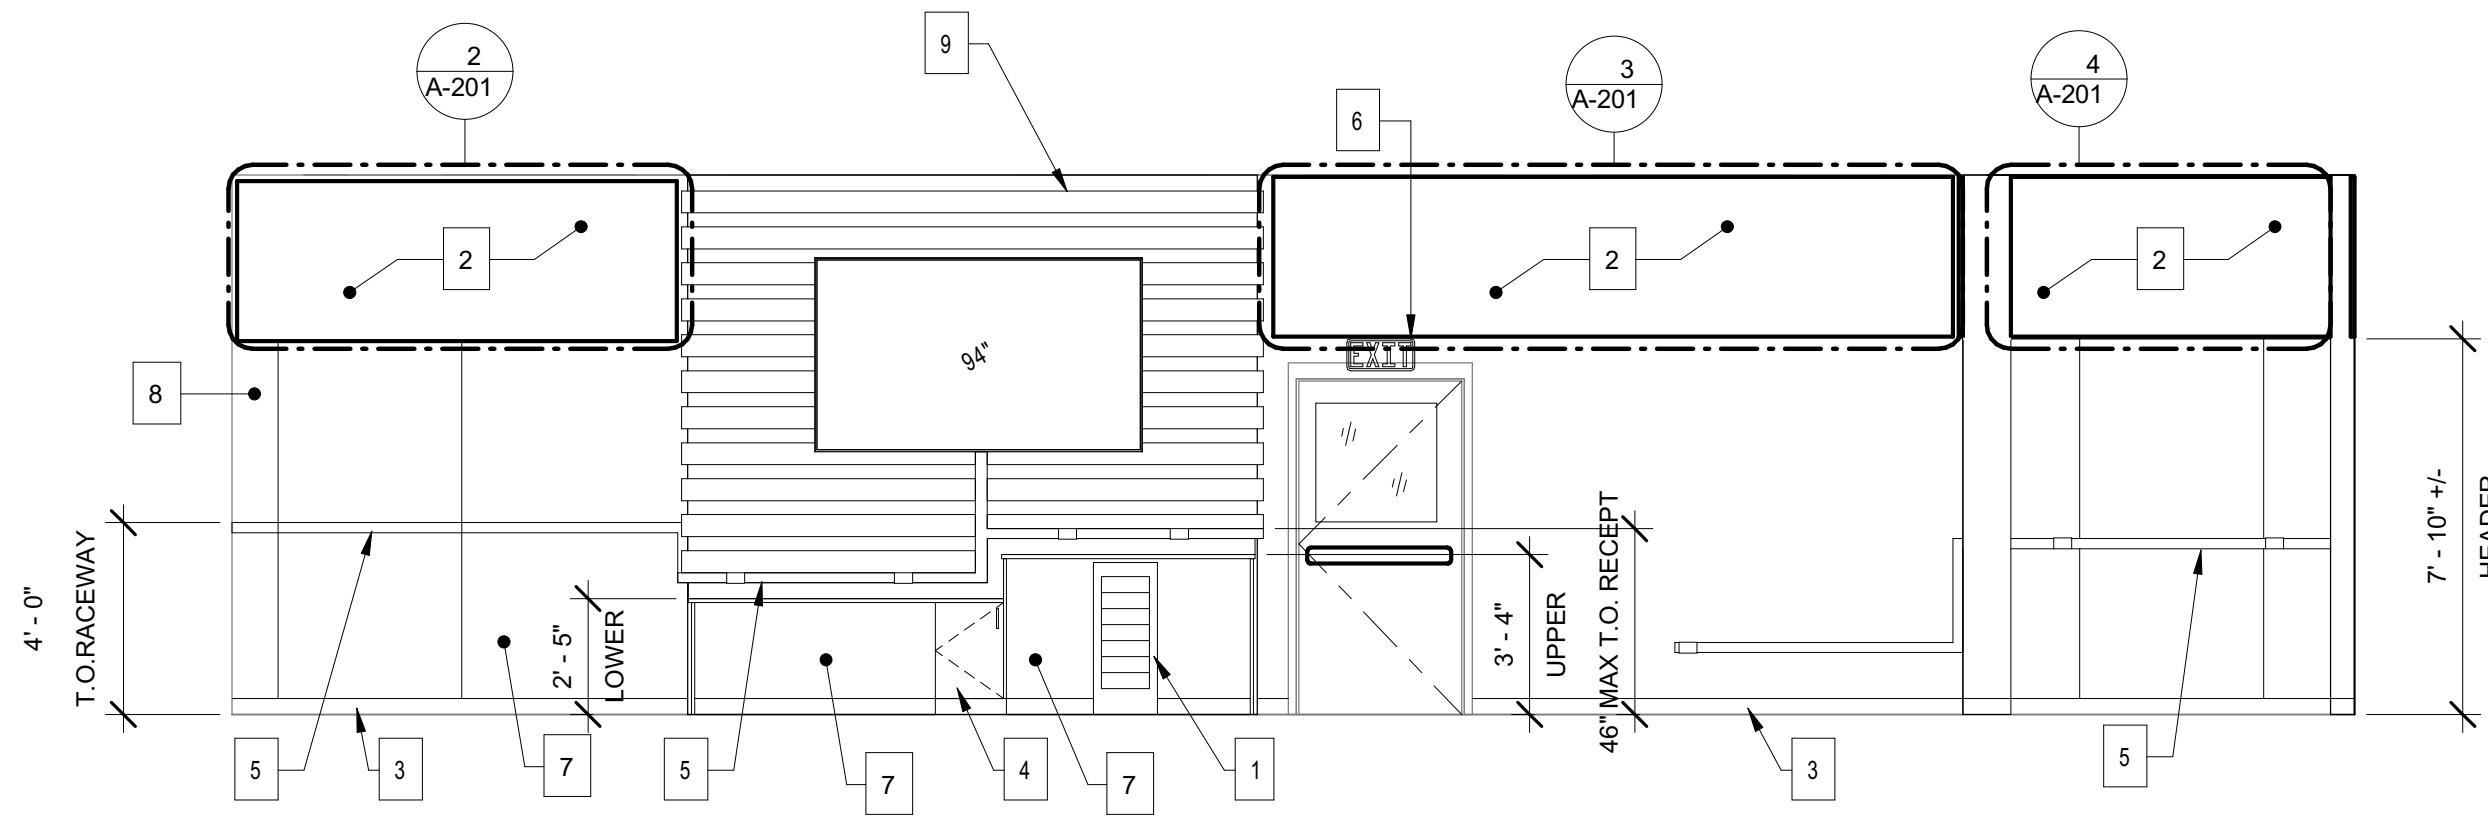 2
A-201
9
3
A-201
4
A-201
6
2
2
2
EXIT
94"
8
4' - 0"
T.O.RACEWAY
2' - 5"
LOWER
3' - 4"
UPPER
46" MAX T.O. RECEPT
7' - 10" +/-
HEADER
5
3
7
5
7
4
7
1
3
5